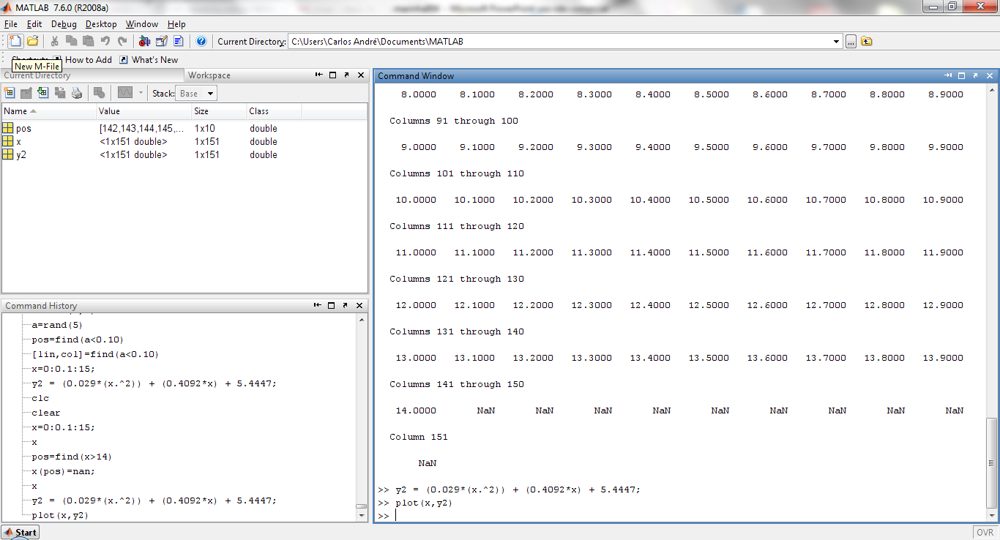 MATLAB 7.6.0 (R2008a)
File Edit Debug Desktop Window Help
Current Directory: C:\Users\Carlos André\Documents\MATLAB ...
Shortcuts How to Add What's New
New M-File
Current Directory Workspace
Stack: Base
Name Value Size Class
pos [142,143,144,145,... 1x10 double
x <1x151 double> 1x151 double
y2 <1x151 double> 1x151 double
Command History
a=rand(5)
pos=find(a<0.10)
[lin,col]=find(a<0.10)
x=0:0.1:15;
y2 = (0.029*(x.^2)) + (0.4092*x) + 5.4447;
clc
clear
x=0:0.1:15;
x
pos=find(x>14)
x(pos)=nan;
x
y2 = (0.029*(x.^2)) + (0.4092*x) + 5.4447;
plot(x,y2)
Command Window
8.0000 8.1000 8.2000 8.3000 8.4000 8.5000 8.6000 8.7000 8.8000 8.9000
Columns 91 through 100
9.0000 9.1000 9.2000 9.3000 9.4000 9.5000 9.6000 9.7000 9.8000 9.9000
Columns 101 through 110
10.0000 10.1000 10.2000 10.3000 10.4000 10.5000 10.6000 10.7000 10.8000 10.9000
Columns 111 through 120
11.0000 11.1000 11.2000 11.3000 11.4000 11.5000 11.6000 11.7000 11.8000 11.9000
Columns 121 through 130
12.0000 12.1000 12.2000 12.3000 12.4000 12.5000 12.6000 12.7000 12.8000 12.9000
Columns 131 through 140
13.0000 13.1000 13.2000 13.3000 13.4000 13.5000 13.6000 13.7000 13.8000 13.9000
Columns 141 through 150
14.0000 NaN NaN NaN NaN NaN NaN NaN NaN NaN
Column 151
NaN
>> y2 = (0.029*(x.^2)) + (0.4092*x) + 5.4447;
>> plot(x,y2)
>>
Start
OVR